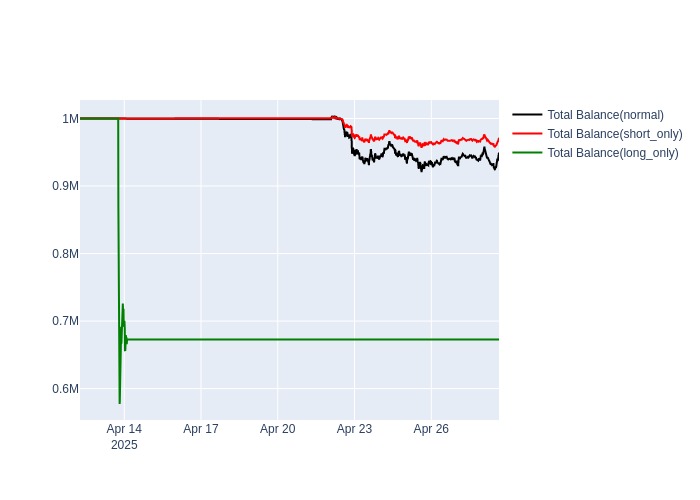 1M
0.9M
0.8M
0.7M
0.6M
Apr 14
2025
Apr 17
Apr 20
Apr 23
Apr 26
Total Balance(normal)
Total Balance(short_only)
Total Balance(long_only)